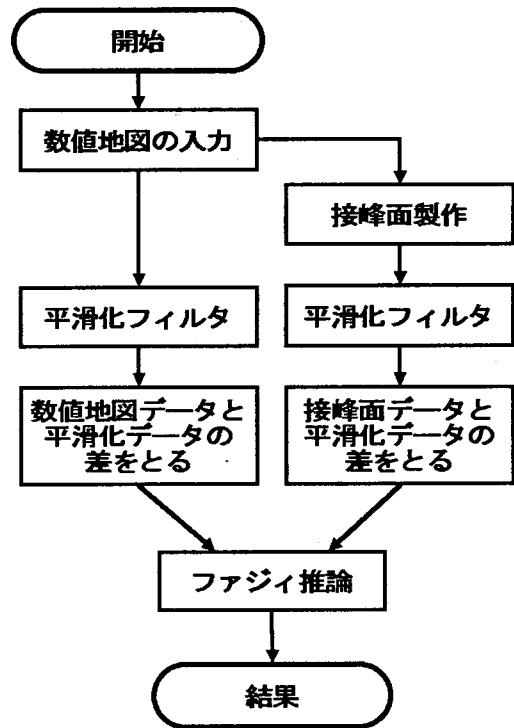 開始
数値地図の入力
接峰面製作
平滑化フィルタ
平滑化フィルタ
数値地図データと
平滑化データの
差をとる
接峰面データと
平滑化データの
差をとる
ファジィ推論
結果